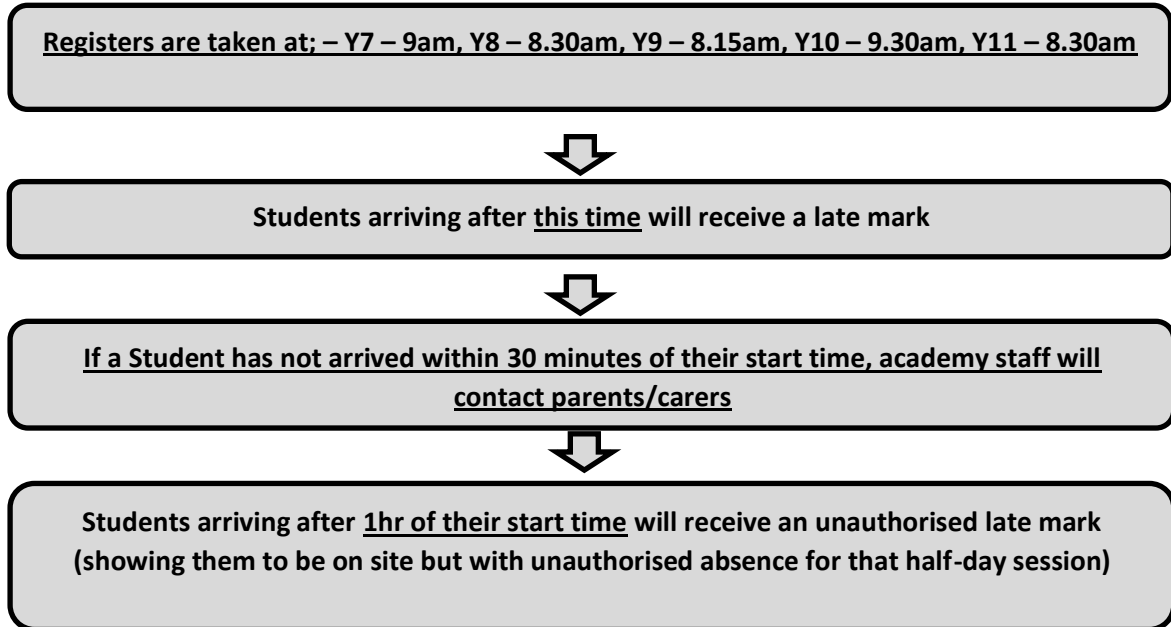 Registers are taken at; – Y7 – 9am, Y8 – 8.30am, Y9 – 8.15am, Y10 – 9.30am, Y11 – 8.30am
Students arriving after this time will receive a late mark
If a Student has not arrived within 30 minutes of their start time, academy staff will
contact parents/carers
Students arriving after 1hr of their start time will receive an unauthorised late mark
(showing them to be on site but with unauthorised absence for that half-day session)